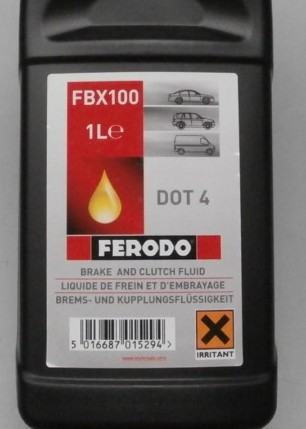 FBX100
1L℮
DOT 4
FERODO
BRAKE AND CLUTCH FLUID
LIQUIDE DE FREIN ET D'EMBRAYAGE
BREMS- UND KUPPLUNGSFLÜSSIGKEIT
5 016687 015294 >
IRRITANT